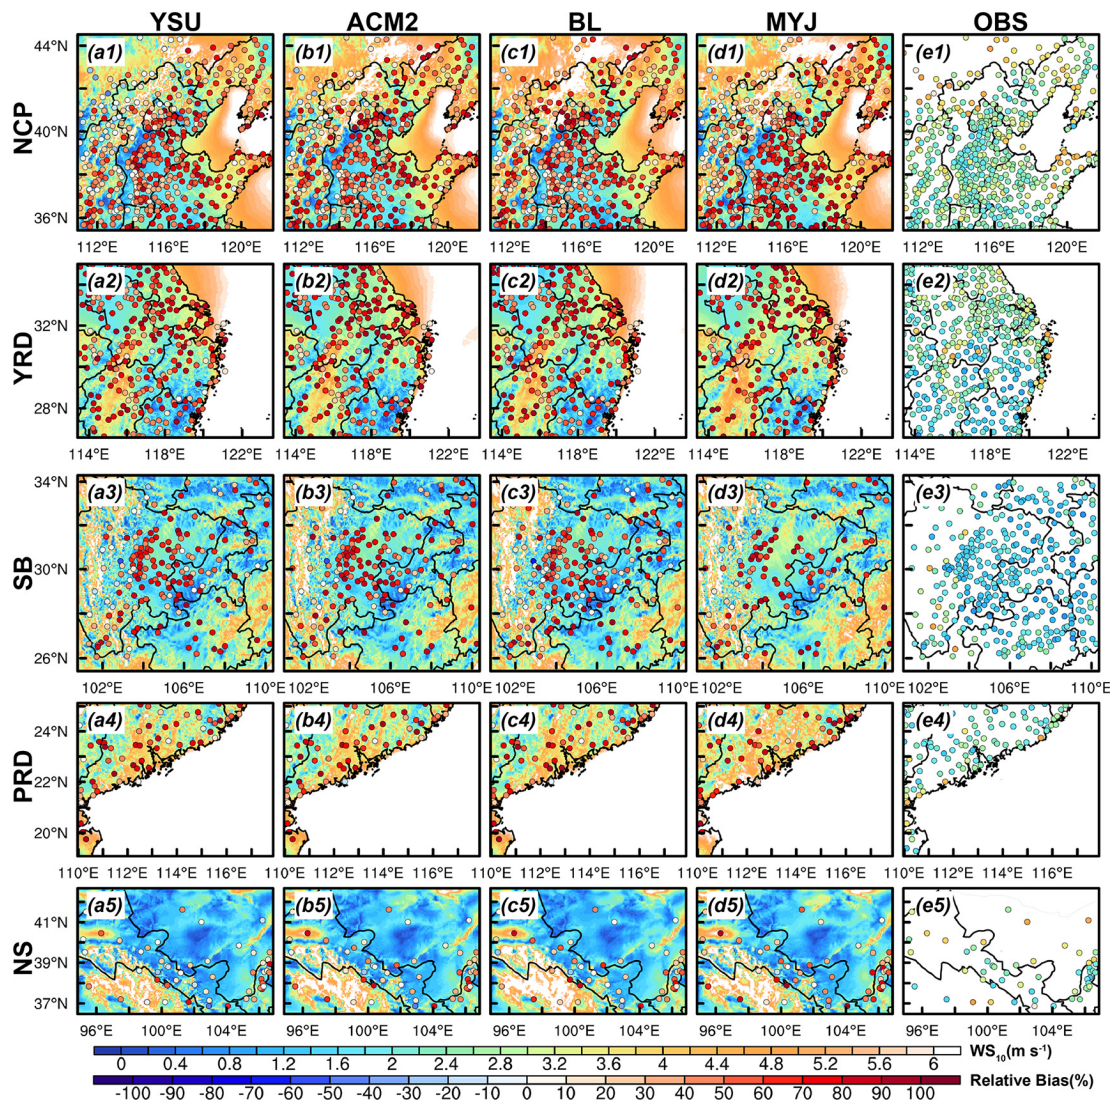 YSU ACM2 BL MYJ OBS
NCP
44°N (a1) (b1) (c1) (d1) (e1)
40°N
36°N
112°E 116°E 120°E 112°E 116°E 120°E 112°E 116°E 120°E 112°E 116°E 120°E 112°E 116°E 120°E
YRD
(a2) (b2) (c2) (d2) (e2)
32°N
28°N
114°E 118°E 122°E 114°E 118°E 122°E 114°E 118°E 122°E 114°E 118°E 122°E 114°E 118°E 122°E
SB
34°N (a3) (b3) (c3) (d3) (e3)
30°N
26°N
102°E 106°E 110°E 102°E 106°E 110°E 102°E 106°E 110°E 102°E 106°E 110°E 102°E 106°E 110°E
PRD
24°N (a4) (b4) (c4) (d4) (e4)
22°N
20°N
110°E 112°E 114°E 116°E 110°E 112°E 114°E 116°E 110°E 112°E 114°E 116°E 110°E 112°E 114°E 116°E 110°E 112°E 114°E 116°E
NS
41°N (a5) (b5) (c5) (d5) (e5)
39°N
37°N
96°E 100°E 104°E 96°E 100°E 104°E 96°E 100°E 104°E 96°E 100°E 104°E 96°E 100°E 104°E
0 0.4 0.8 1.2 1.6 2 2.4 2.8 3.2 3.6 4 4.4 4.8 5.2 5.6 6 WS10(m s-1)
-100 -90 -80 -70 -60 -50 -40 -30 -20 -10 0 10 20 30 40 50 60 70 80 90 100 Relative Bias(%)